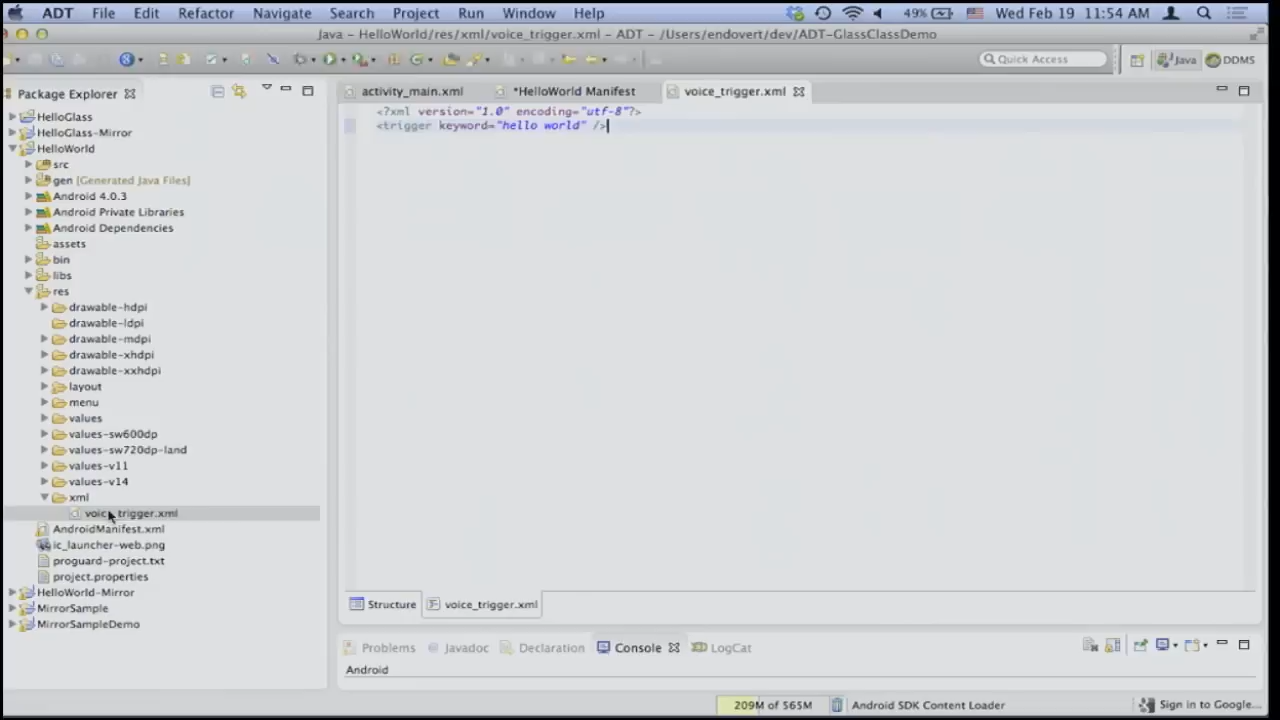 ADT File Edit Refactor Navigate Search Project Run Window Help 49% Wed Feb 19 11:54 AM
Java - HelloWorld/res/xml/voice_trigger.xml - ADT - /Users/endovert/dev/ADT-GlassClassDemo
Quick Access Java DDMS
Package Explorer
activity_main.xml *HelloWorld Manifest voice_trigger.xml
<?xml version="1.0" encoding="utf-8"?>
<trigger keyword="hello world" />
HelloGlass
HelloGlass-Mirror
HelloWorld
src
gen [Generated Java Files]
Android 4.0.3
Android Private Libraries
Android Dependencies
assets
bin
libs
res
drawable-hdpi
drawable-ldpi
drawable-mdpi
drawable-xhdpi
drawable-xxhdpi
layout
menu
values
values-sw600dp
values-sw720dp-land
values-v11
values-v14
xml
voice_trigger.xml
AndroidManifest.xml
ic_launcher-web.png
proguard-project.txt
project.properties
HelloWorld-Mirror
MirrorSample
MirrorSampleDemo
Structure voice_trigger.xml
Problems Javadoc Declaration Console LogCat
Android
209M of 565M Android SDK Content Loader Sign in to Google...